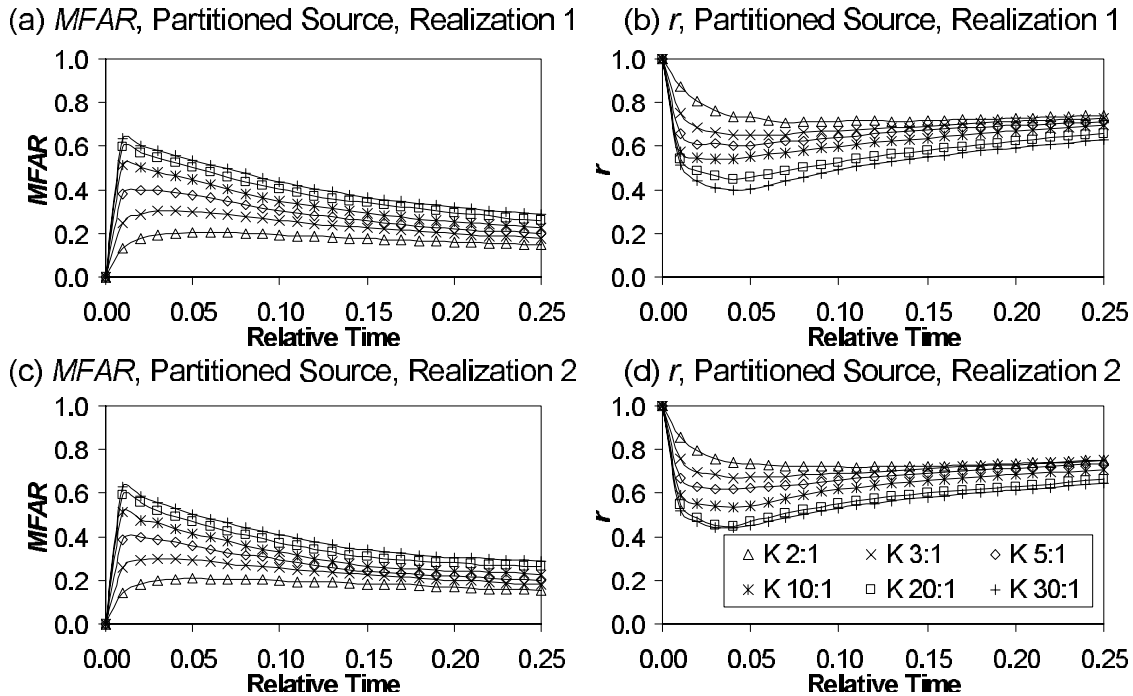 (a) MFAR, Partitioned Source, Realization 1
(b) r, Partitioned Source, Realization 1
1.0
0.8
0.6
0.4
0.2
0.0
MFAR
0.00 0.05 0.10 0.15 0.20 0.25
Relative Time
1.0
0.8
0.6
0.4
0.2
0.0
r
0.00 0.05 0.10 0.15 0.20 0.25
Relative Time
(c) MFAR, Partitioned Source, Realization 2
(d) r, Partitioned Source, Realization 2
1.0
0.8
0.6
0.4
0.2
0.0
MFAR
0.00 0.05 0.10 0.15 0.20 0.25
Relative Time
1.0
0.8
0.6
0.4
0.2
0.0
r
K 2:1 K 3:1 K 5:1
K 10:1 K 20:1 K 30:1
0.00 0.05 0.10 0.15 0.20 0.25
Relative Time